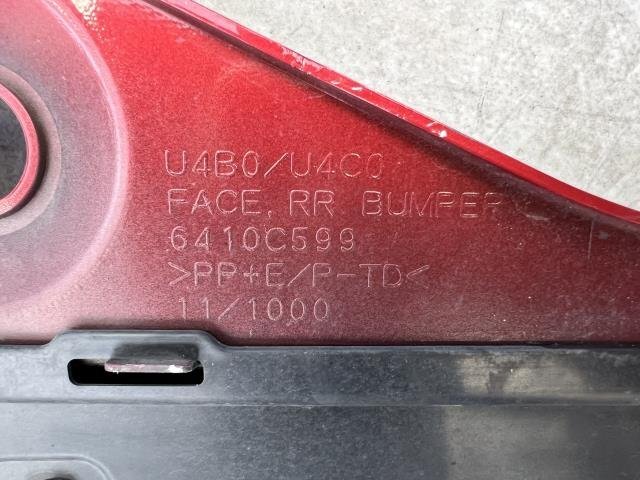 U4B0/U4C0
FACE, RR BUMPER
6410C599
>PP+E/P-TD<
11/1000